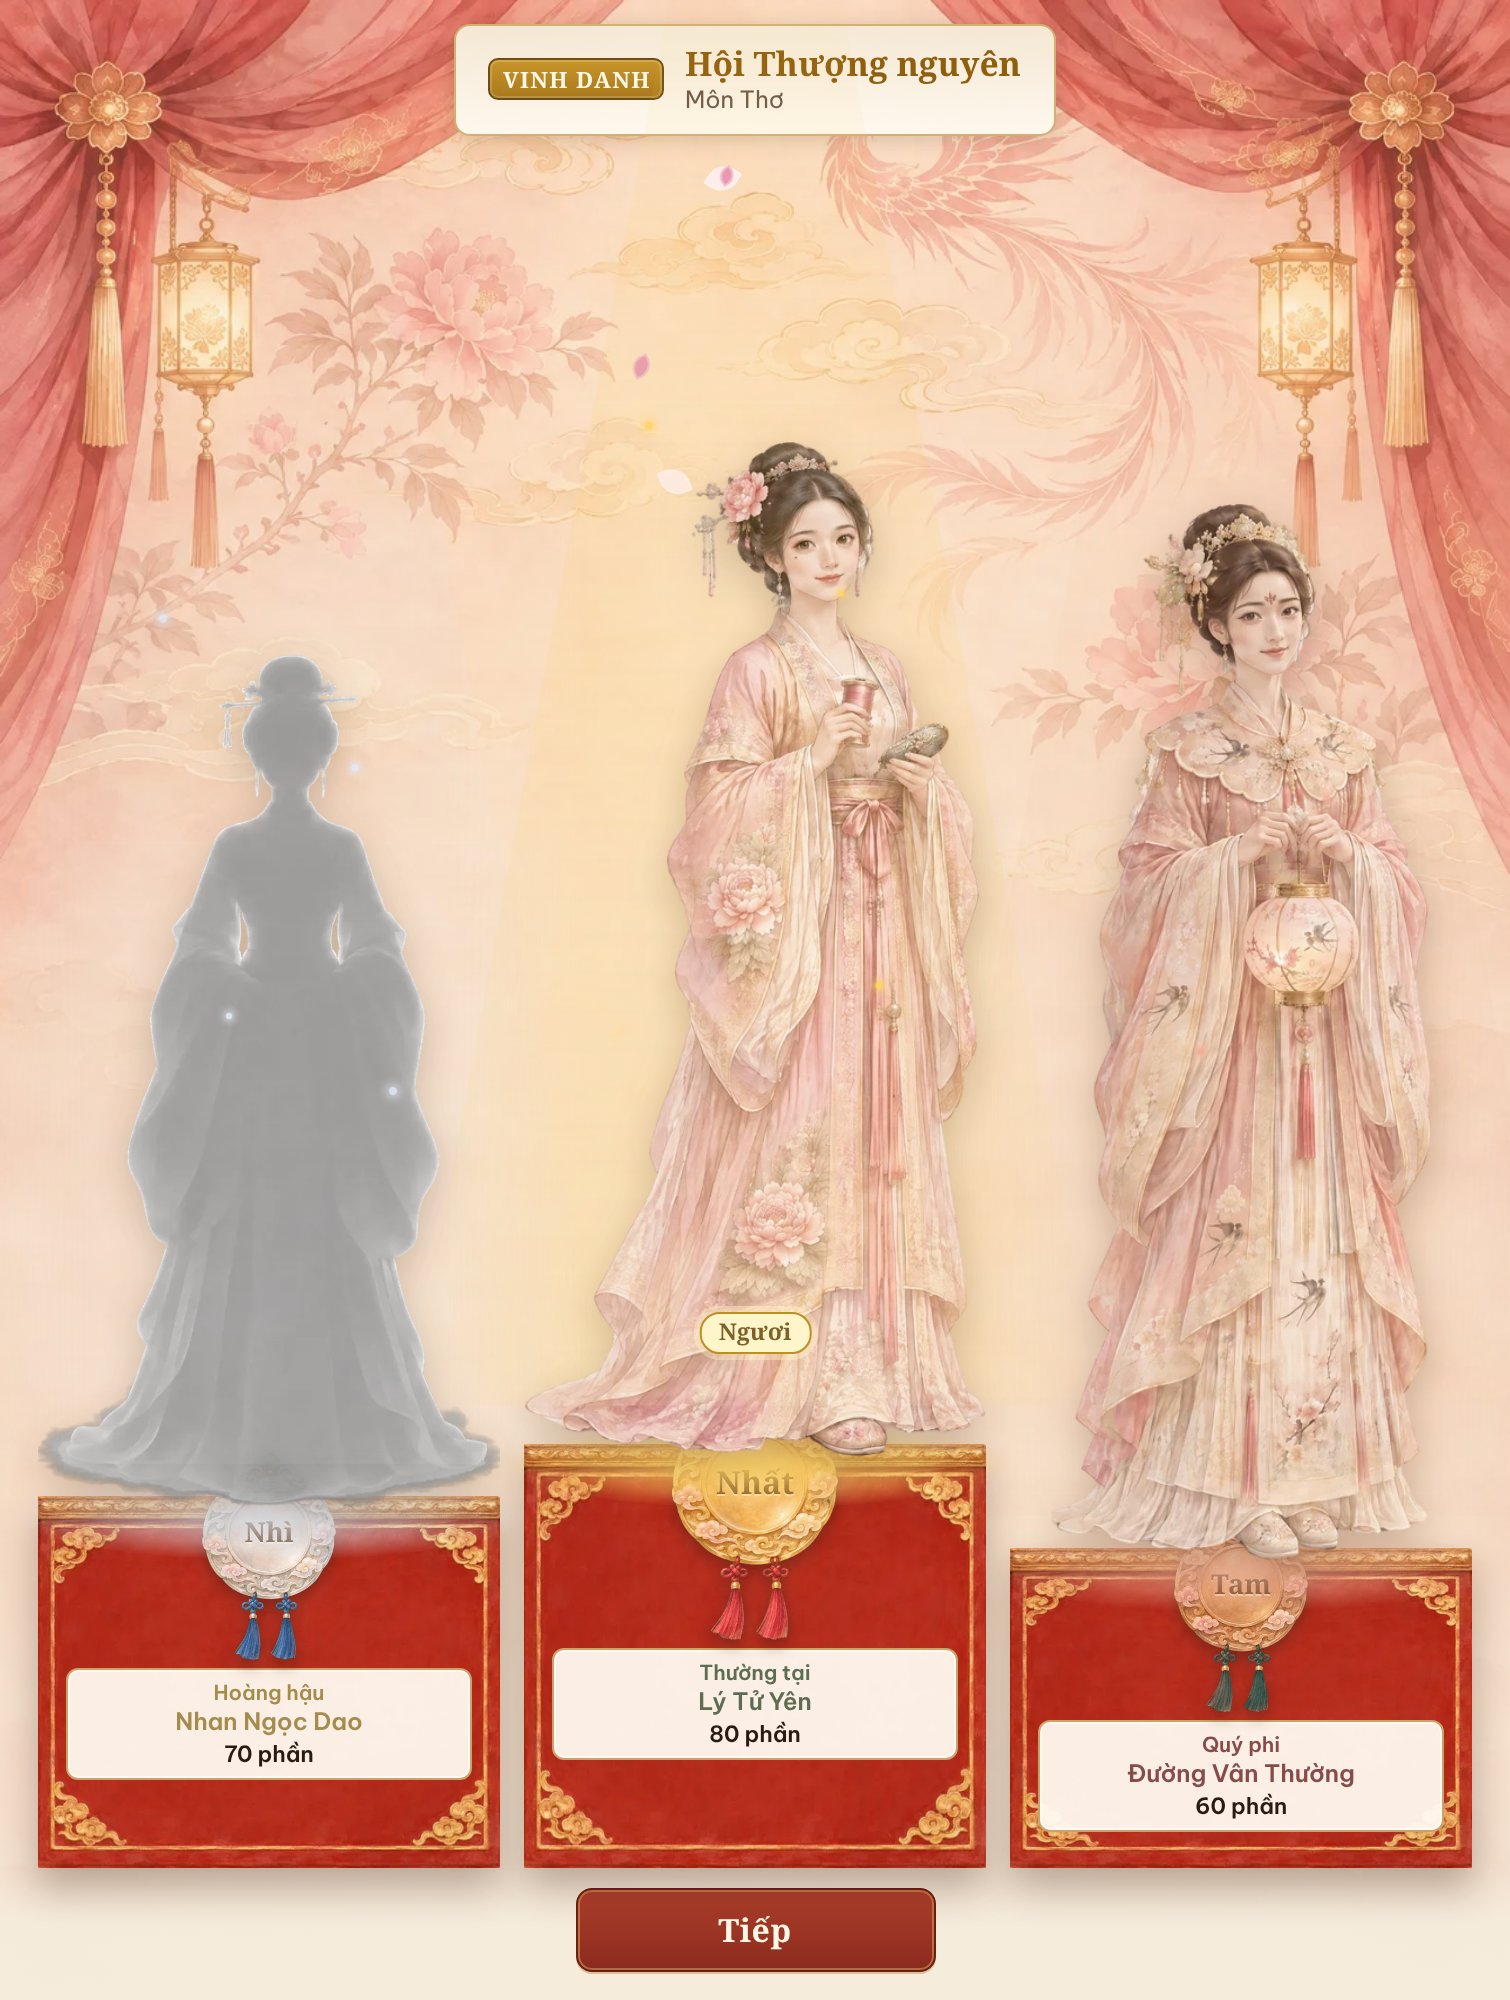 VINH DANH
Hội Thượng nguyên
Môn Thơ
Ngươi
Nhất
Nhì
Tam
Hoàng hậu
Nhan Ngọc Dao
70 phần
Thường tại
Lý Tử Yên
80 phần
Quý phi
Đường Vân Thường
60 phần
Tiếp